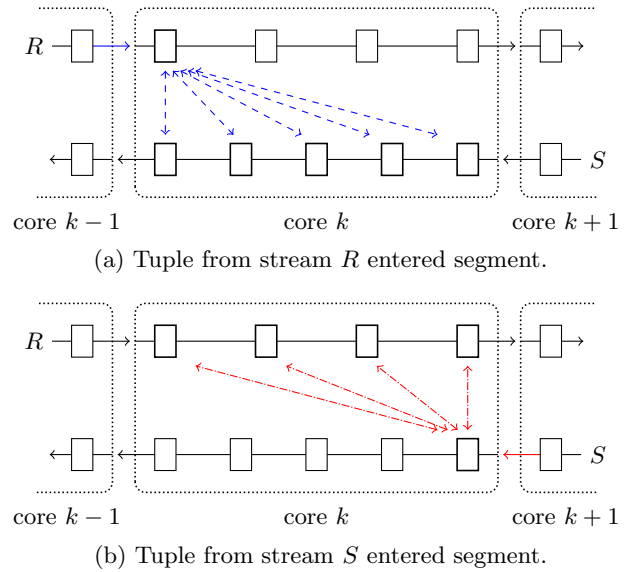 R
S
core k − 1 core k core k + 1
(a) Tuple from stream R entered segment.
R
S
core k − 1 core k core k + 1
(b) Tuple from stream S entered segment.